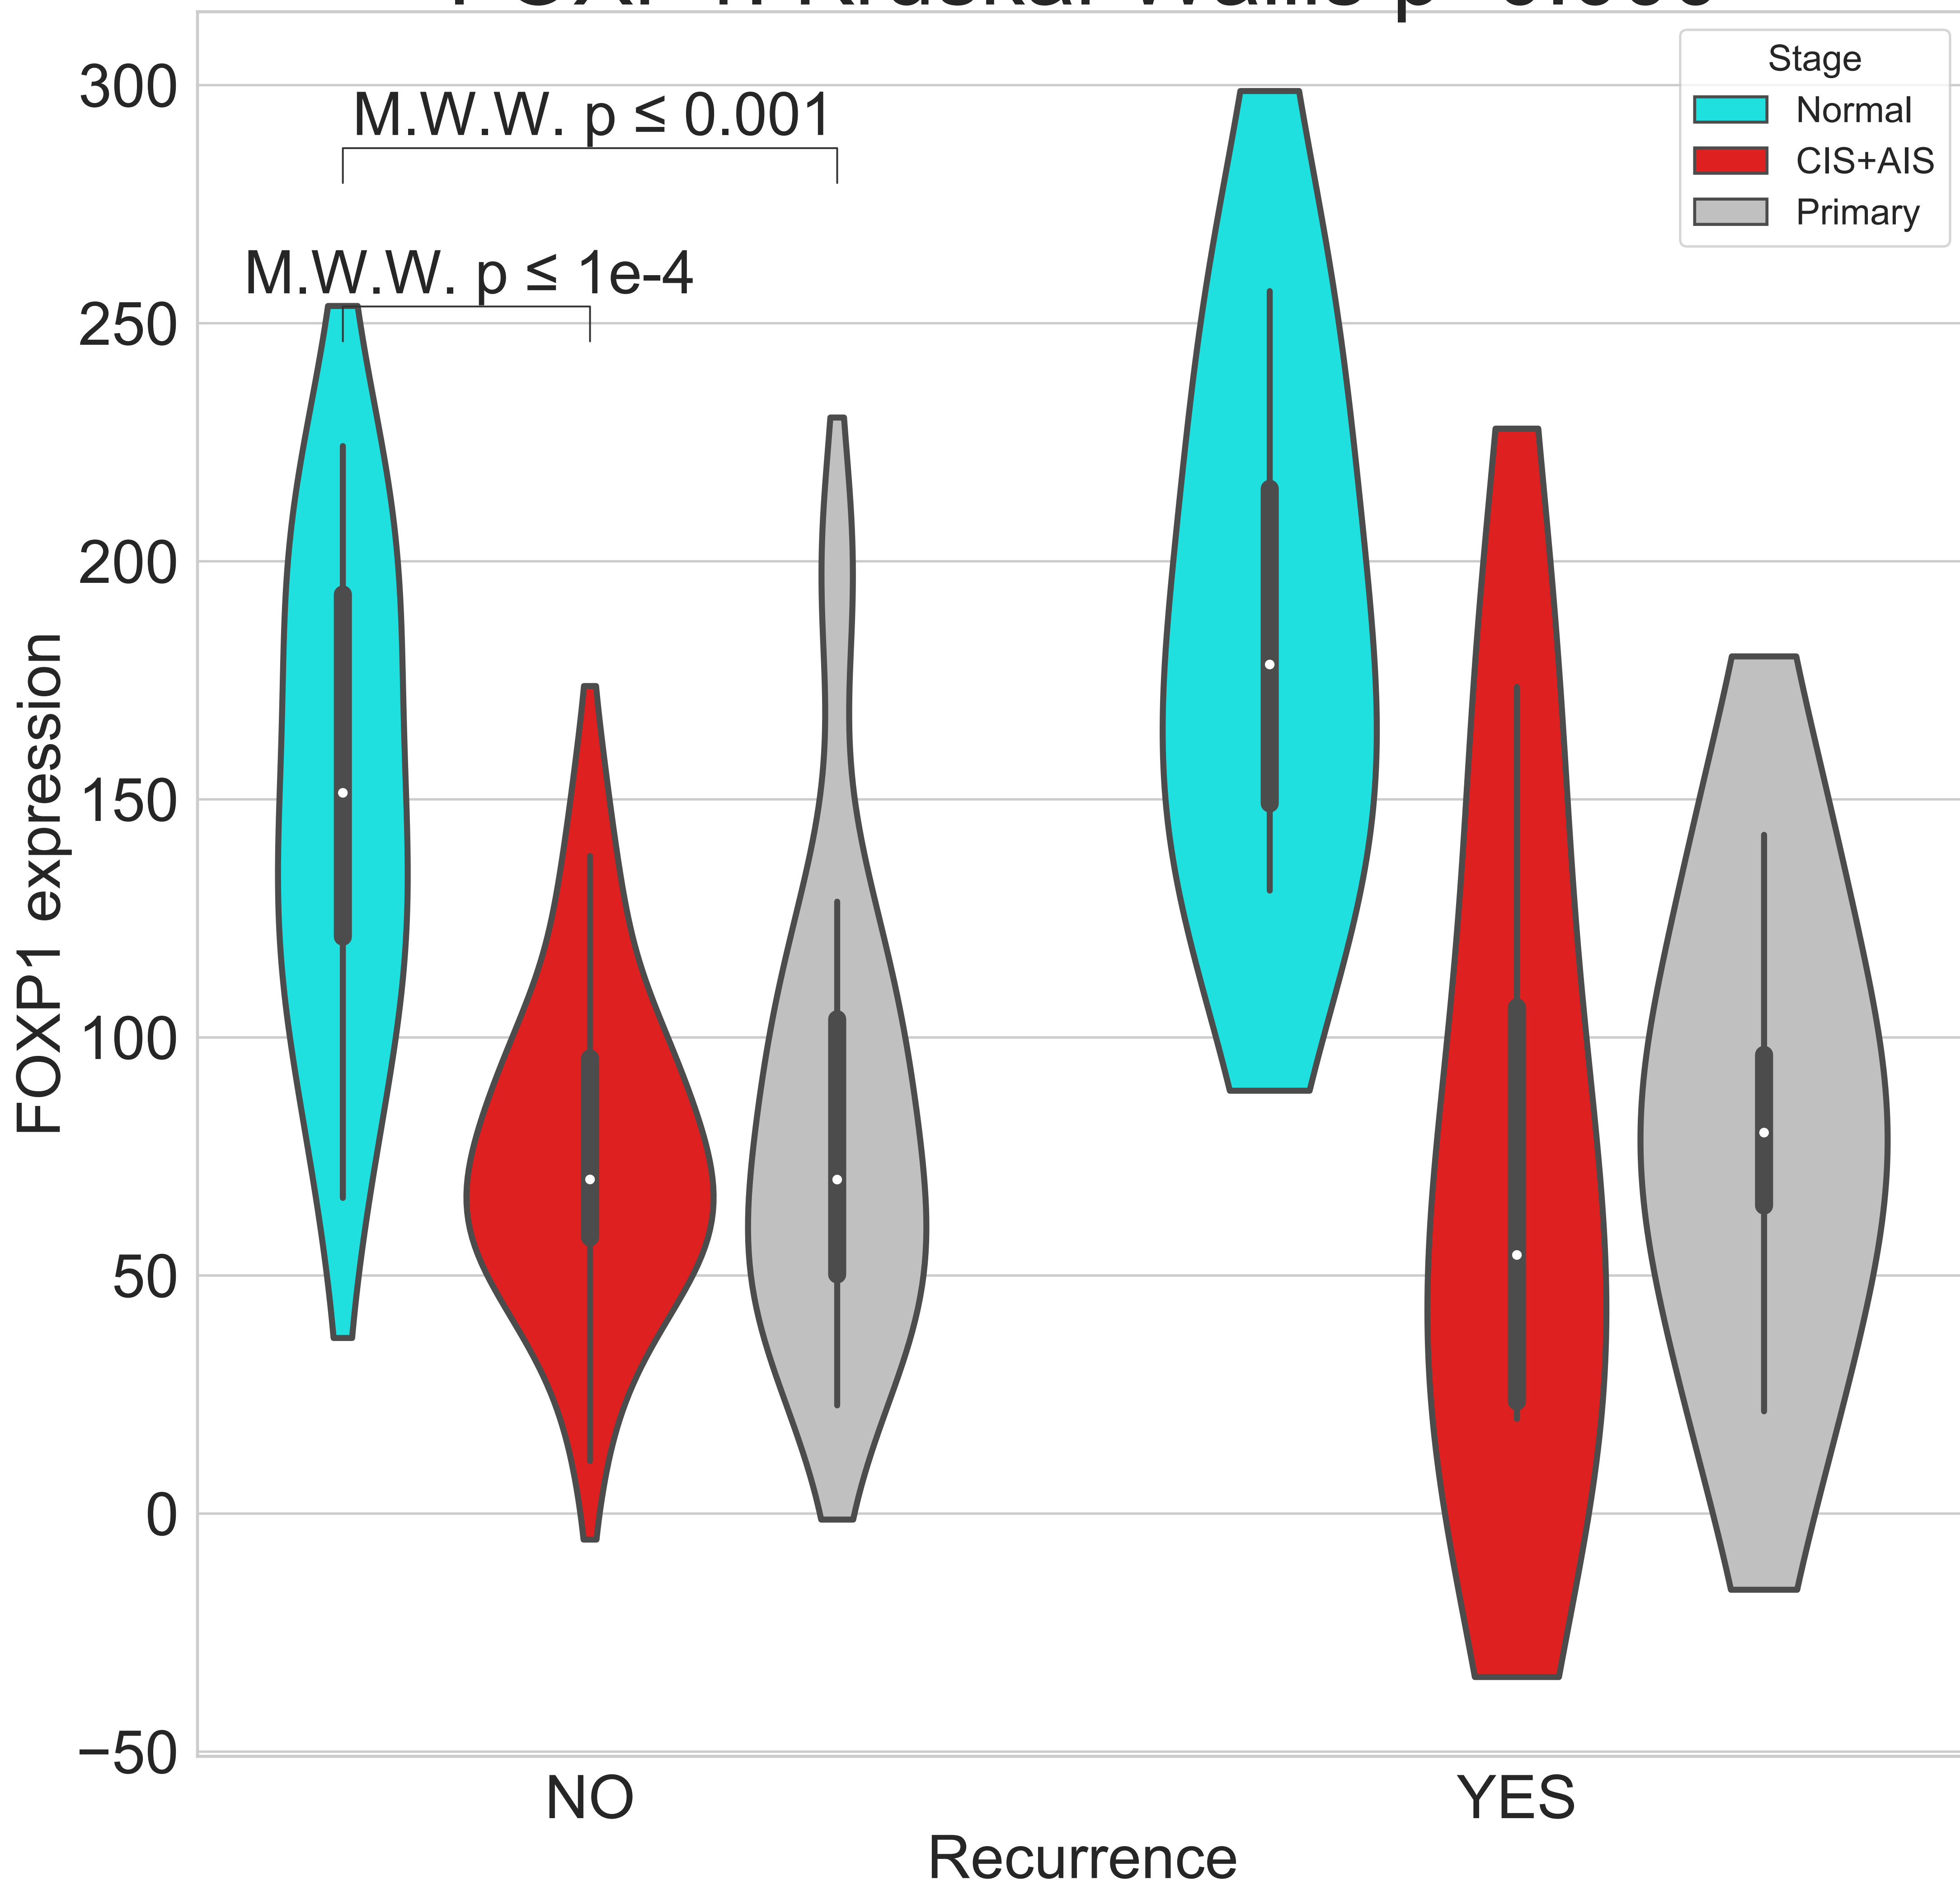 300
250
200
150
100
50
0
−50
FOXP1 expression
M.W.W. p ≤ 0.001
M.W.W. p ≤ 1e-4
Stage
Normal
CIS+AIS
Primary
NO
YES
Recurrence